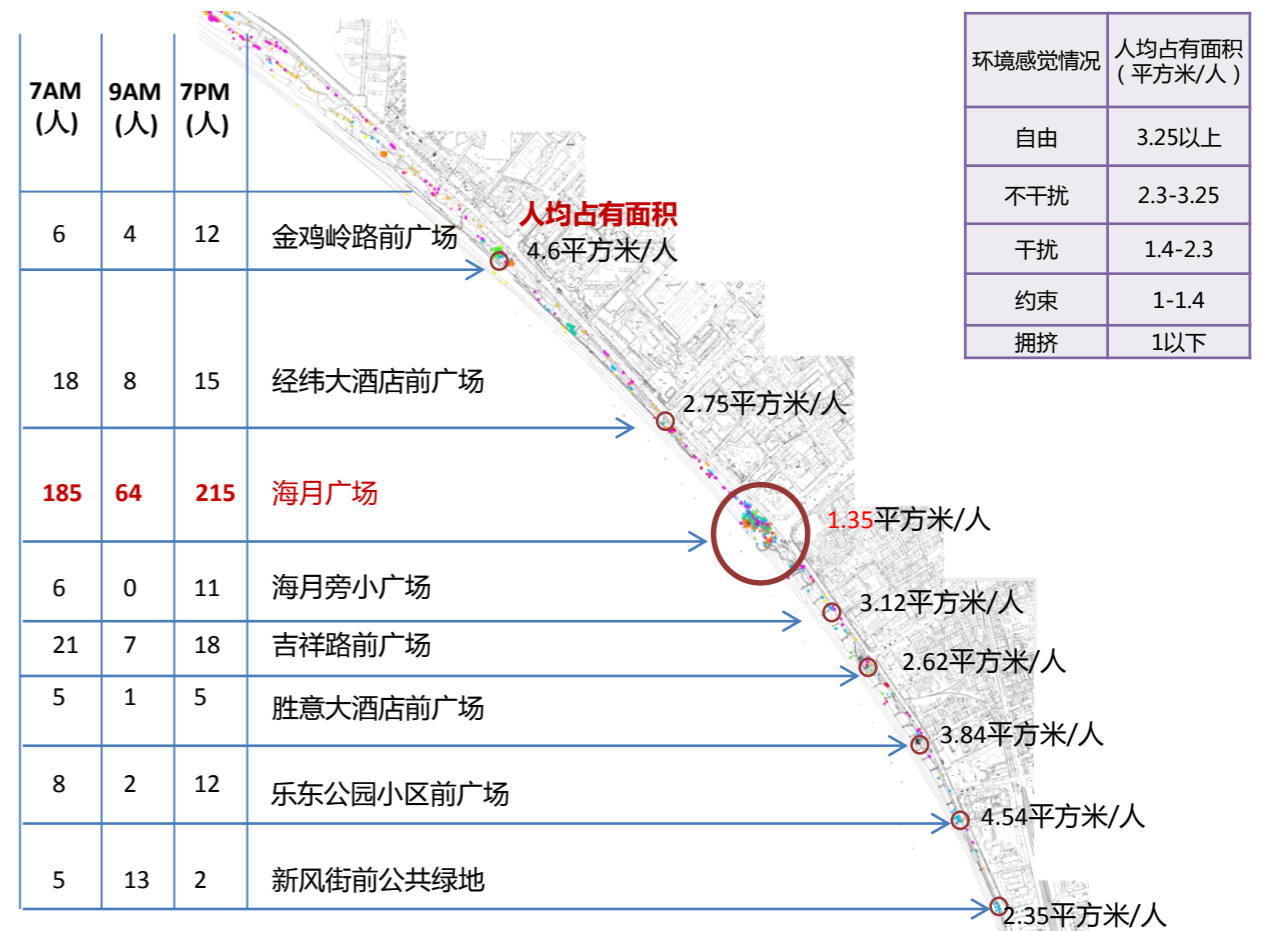 7AM 9AM 7PM
(人) (人) (人)
6 4 12 金鸡岭路前广场
18 8 15 经纬大酒店前广场
185 64 215 海月广场
6 0 11 海月旁小广场
21 7 18 吉祥路前广场
5 1 5 胜意大酒店前广场
8 2 12 乐东公园小区前广场
5 13 2 新风街前公共绿地
人均占有面积
4.6平方米/人
2.75平方米/人
1.35平方米/人
3.12平方米/人
2.62平方米/人
3.84平方米/人
4.54平方米/人
2.35平方米/人
环境感觉情况 人均占有面积
(平方米/人)
自由 3.25以上
不干扰 2.3-3.25
干扰 1.4-2.3
约束 1-1.4
拥挤 1以下